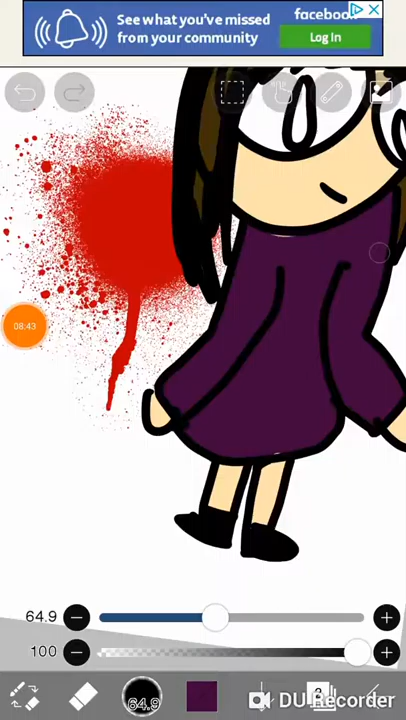 See what you've missed
from your community
facebook
Log In
08:43
64.9
100
64.9
DU Recorder